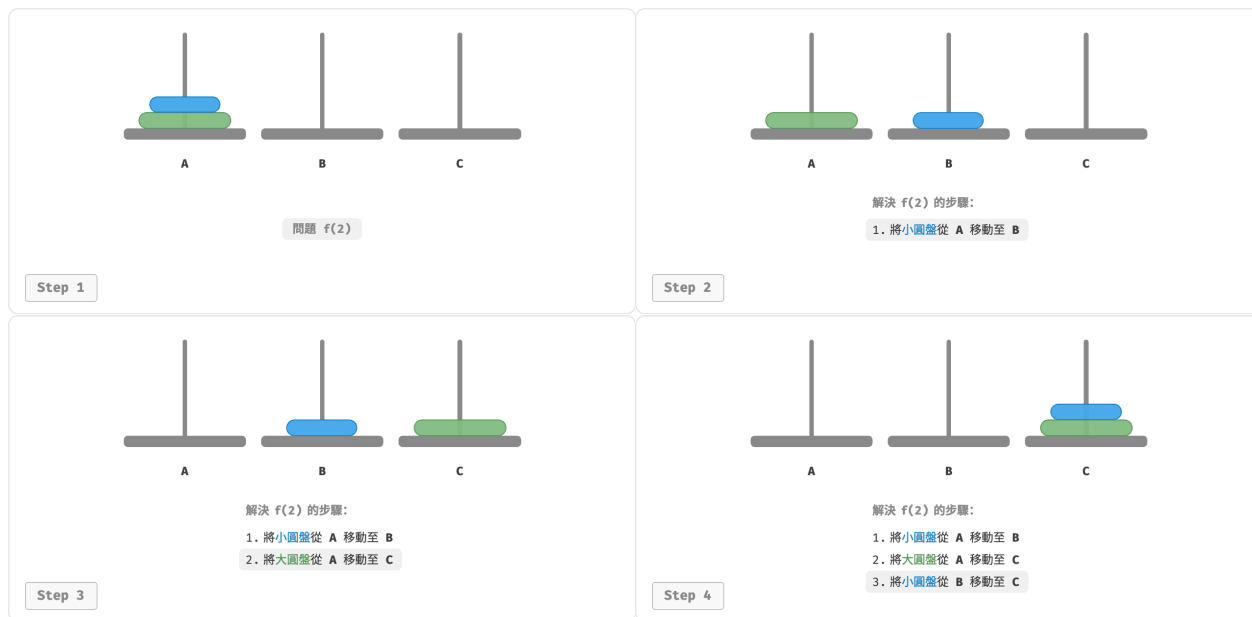 A B C
問題 f(2)
Step 1
A B C
解決 f(2) 的步驟：
1. 將小圓盤從 A 移動至 B
Step 2
A B C
解決 f(2) 的步驟：
1. 將小圓盤從 A 移動至 B
2. 將大圓盤從 A 移動至 C
Step 3
A B C
解決 f(2) 的步驟：
1. 將小圓盤從 A 移動至 B
2. 將大圓盤從 A 移動至 C
3. 將小圓盤從 B 移動至 C
Step 4